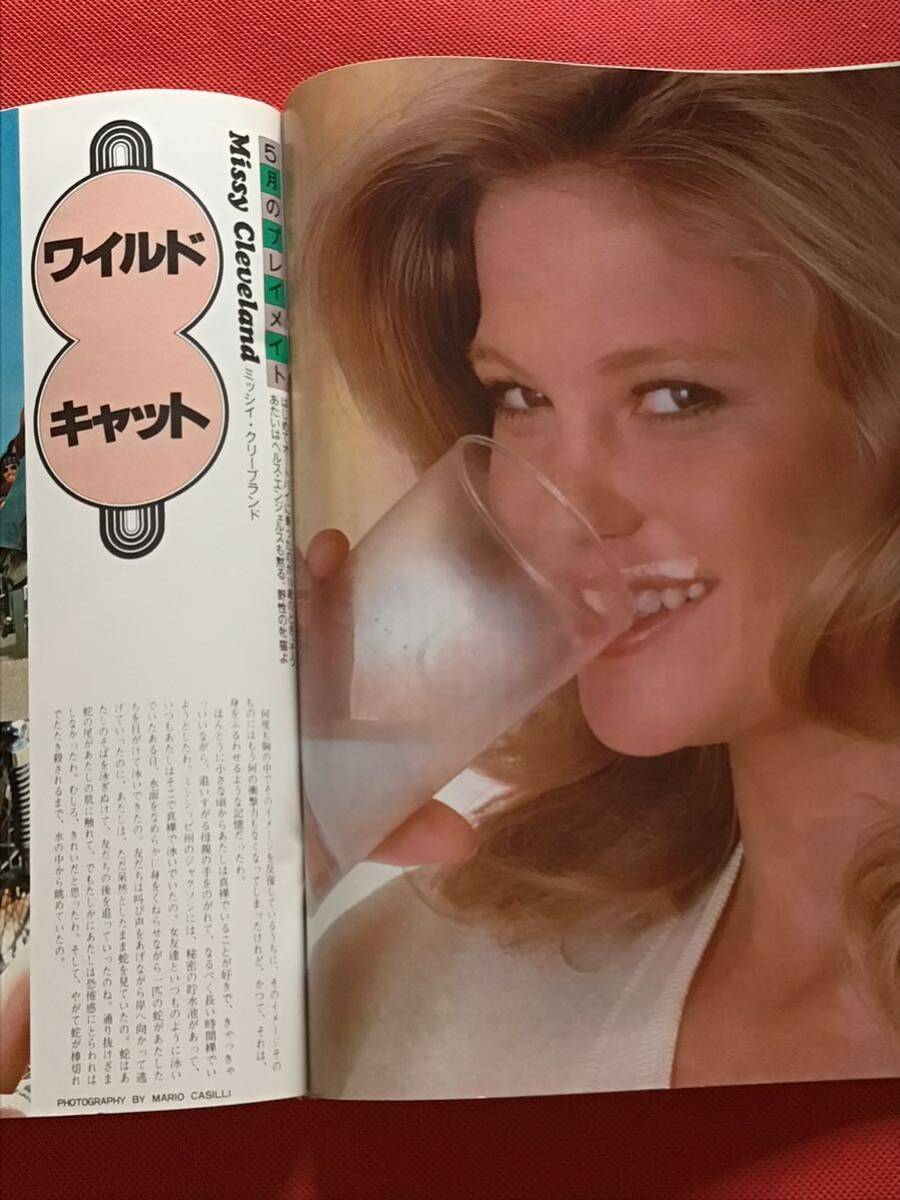 ワイルド
キャット
5月のプレイメイト
Missy Cleveland
ミッシイ・クリーブランド
あたいはヘルス・エンジェルスも黙る、野性の牝猫よ
何度も胸の中でそのイメージを反復しているうちに、そのイメージその
ものにはもう何の衝撃力もなくなってしまったけれど、かつて、それは、
身をふるわせるような記憶だったわ。
ほんとうに小さな頃からあたしは真裸でいることが好きで、きゃっきゃ
っいいながら、追いすがる母親の手をのがれて、なるべく長い時間裸でい
ようとしたわ。ミシシッピ州のジャクソンには、秘密の貯水池があって、
いつもあたしはそこで真裸で泳いでいたの。女友達といつものように泳い
でいたある日、水面をなめらかに身をくねらせながら一匹の蛇があたした
ちを目がけて泳いできたの。友だちは叫び声をあげながら岸へ向かって逃
げていったのに、あたしは、ただ呆然としたまま蛇を見ていたの。蛇はあ
たしのそばを泳ぎぬけて、友だちの後を追っていったのね。通り抜けざま
蛇の尾があたしの肌に触れて、でもたしかにあたしは恐怖感にとらわれは
しなかったわ。むしろ、きれいだと思ったわ。そして、やがて蛇が棒切れ
でたたき殺されるまで、水の中から眺めていたの。
PHOTOGRAPHY BY MARIO CASILLI